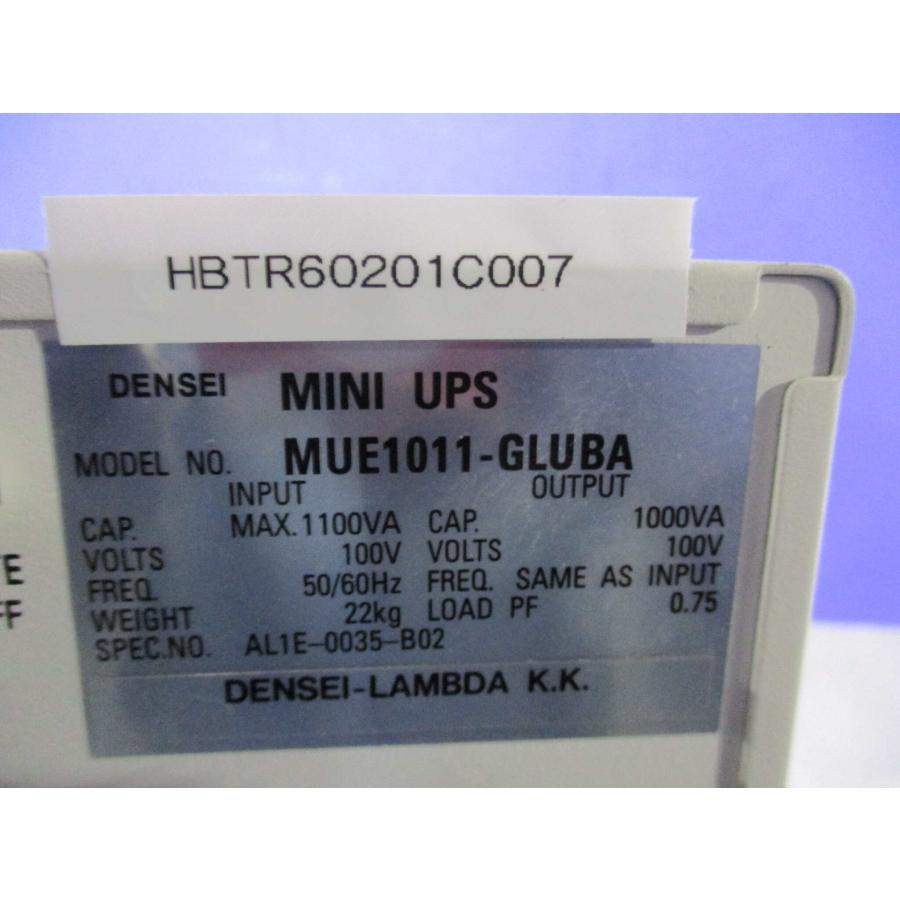 HBTR60201C007
DENSEI MINI UPS
MODEL NO. MUE1011-GLUBA
INPUT OUTPUT
CAP. MAX.1100VA CAP. 1000VA
VOLTS 100V VOLTS 100V
FREQ. 50/60Hz FREQ. SAME AS INPUT
WEIGHT 22kg LOAD PF 0.75
SPEC.NO. AL1E-0035-B02
DENSEI-LAMBDA K.K.